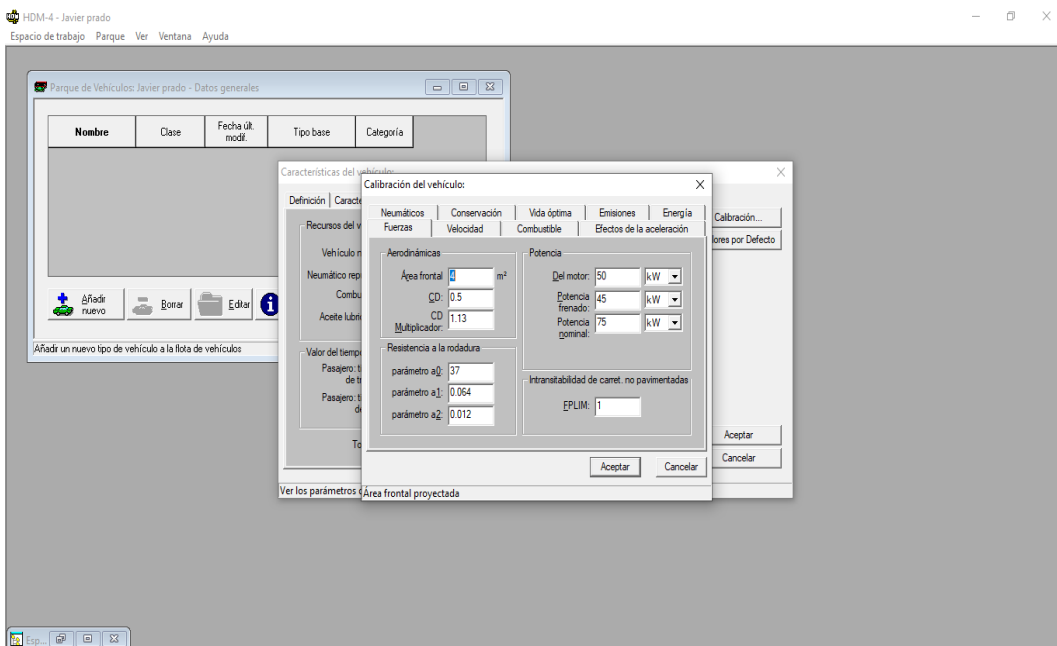 HDM-4 - Javier prado
Espacio de trabajo Parque Ver Ventana Ayuda
Parque de Vehículos: Javier prado - Datos generales
Nombre Clase Fecha últ. modif. Tipo base Categoría
Añadir nuevo Borrar Editar
Añadir un nuevo tipo de vehículo a la flota de vehículos
Características del vehículo:
Definición Caracte
Recursos del v
Vehículo n
Neumático rep
Combu
Aceite lubri
Valor del tiemp
Pasajero: t
de tr
Pasajero: t
de
To
Calibración...
ores por Defecto
Aceptar
Cancelar
Ver los parámetros d
Calibración del vehículo:
Neumáticos Conservación Vida óptima Emisiones Energía
Fuerzas Velocidad Combustible Efectos de la aceleración
Aerodinámicas
Área frontal 4 m²
CD: 0.5
CD Multiplicador: 1.13
Resistencia a la rodadura
parámetro a0: 37
parámetro a1: 0.064
parámetro a2: 0.012
Potencia
Del motor: 50 kW
Potencia frenado: 45 kW
Potencia nominal: 75 kW
Intransitabilidad de carret. no pavimentadas
FPLIM: 1
Aceptar Cancelar
Área frontal proyectada
Esp...